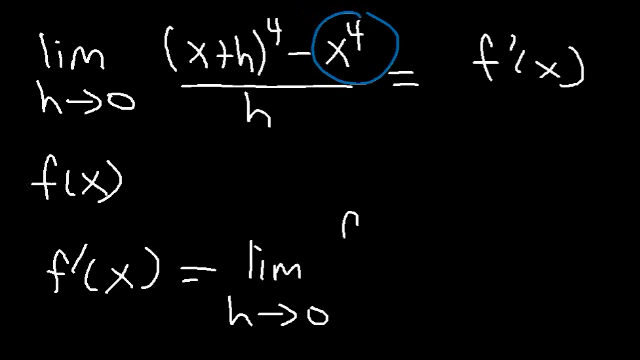 lim h→0 (x+h)^4 - x^4 / h = f'(x)
f(x)
f'(x) = lim h→0